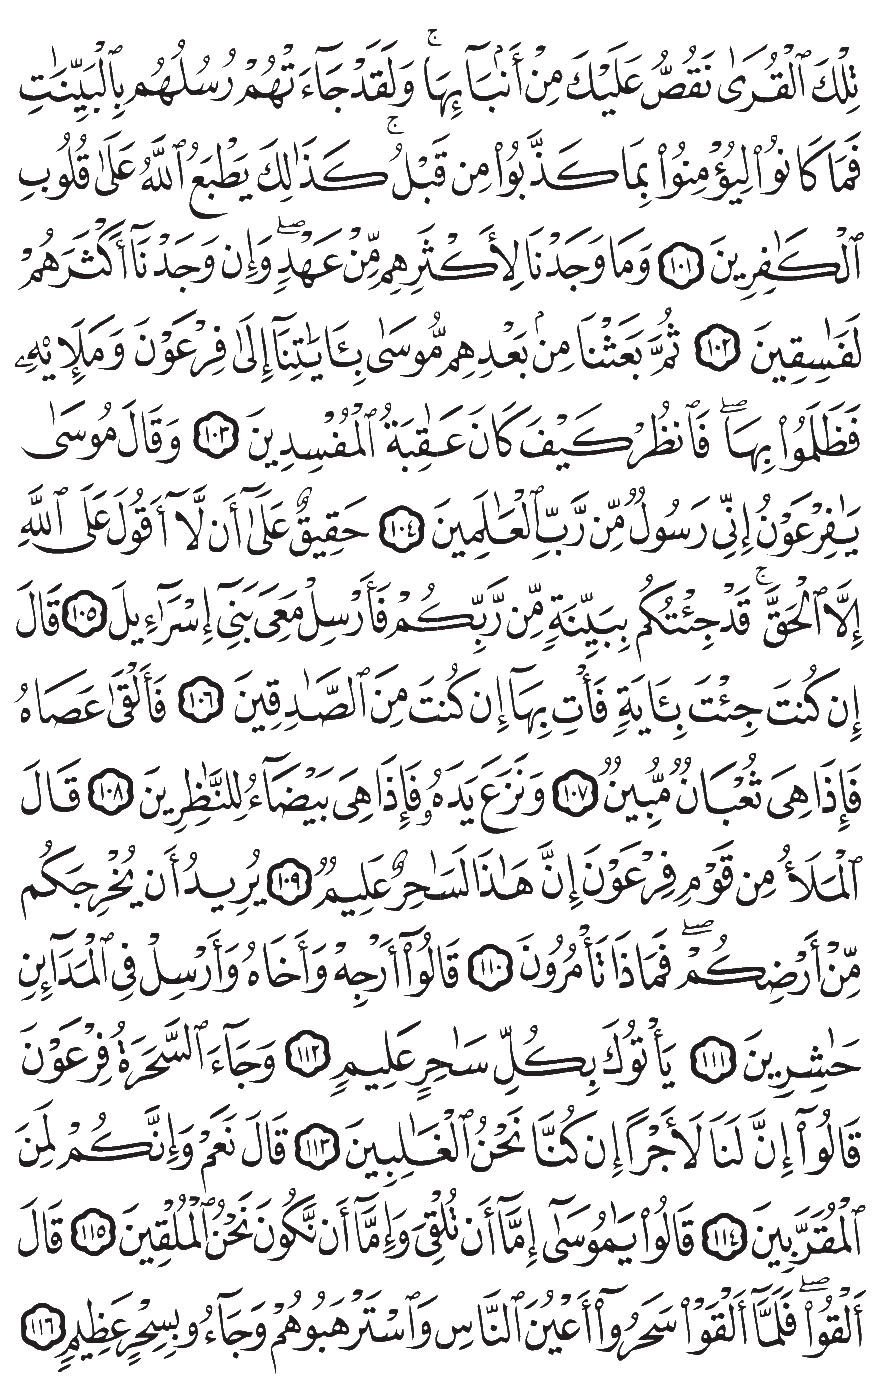 تِلْكَ ٱلْقُرَىٰ نَقُصُّ عَلَيْكَ مِنْ أَنۢبَآئِهَا ۚ وَلَقَدْ جَآءَتْهُمْ رُسُلُهُم بِٱلْبَيِّنَٰتِ
فَمَا كَانُوا۟ لِيُؤْمِنُوا۟ بِمَا كَذَّبُوا۟ مِن قَبْلُ ۚ كَذَٰلِكَ يَطْبَعُ ٱللَّهُ عَلَىٰ قُلُوبِ
ٱلْكَٰفِرِينَ ١٠١ وَمَا وَجَدْنَا لِأَكْثَرِهِم مِّنْ عَهْدٍ ۖ وَإِن وَجَدْنَآ أَكْثَرَهُمْ
لَفَٰسِقِينَ ١٠٢ ثُمَّ بَعَثْنَا مِنۢ بَعْدِهِم مُّوسَىٰ بِـَٔايَٰتِنَآ إِلَىٰ فِرْعَوْنَ وَمَلَإِي۟هِۦ
فَظَلَمُوا۟ بِهَا ۖ فَٱنظُرْ كَيْفَ كَانَ عَٰقِبَةُ ٱلْمُفْسِدِينَ ١٠٣ وَقَالَ مُوسَىٰ
يَٰفِرْعَوْنُ إِنِّى رَسُولٌ مِّن رَّبِّ ٱلْعَٰلَمِينَ ١٠٤ حَقِيقٌ عَلَىٰٓ أَن لَّآ أَقُولَ عَلَى ٱللَّهِ
إِلَّا ٱلْحَقَّ ۚ قَدْ جِئْتُكُم بِبَيِّنَةٍ مِّن رَّبِّكُمْ فَأَرْسِلْ مَعِىَ بَنِىٓ إِسْرَٰٓءِيلَ ١٠٥ قَالَ
إِن كُنتَ جِئْتَ بِـَٔايَةٍ فَأْتِ بِهَآ إِن كُنتَ مِنَ ٱلصَّٰدِقِينَ ١٠٦ فَأَلْقَىٰ عَصَاهُ
فَإِذَا هِىَ ثُعْبَانٌ مُّبِينٌ ١٠٧ وَنَزَعَ يَدَهُۥ فَإِذَا هِىَ بَيْضَآءُ لِلنَّٰظِرِينَ ١٠٨ قَالَ
ٱلْمَلَأُ مِن قَوْمِ فِرْعَوْنَ إِنَّ هَٰذَا لَسَٰحِرٌ عَلِيمٌ ١٠٩ يُرِيدُ أَن يُخْرِجَكُم
مِّنْ أَرْضِكُمْ ۖ فَمَاذَا تَأْمُرُونَ ١١٠ قَالُوٓا۟ أَرْجِهْ وَأَخَاهُ وَأَرْسِلْ فِى ٱلْمَدَآئِنِ
حَٰشِرِينَ ١١١ يَأْتُوكَ بِكُلِّ سَٰحِرٍ عَلِيمٍ ١١٢ وَجَآءَ ٱلسَّحَرَةُ فِرْعَوْنَ
قَالُوٓا۟ إِنَّ لَنَا لَأَجْرًا إِن كُنَّا نَحْنُ ٱلْغَٰلِبِينَ ١١٣ قَالَ نَعَمْ وَإِنَّكُمْ لَمِنَ
ٱلْمُقَرَّبِينَ ١١٤ قَالُوا۟ يَٰمُوسَىٰٓ إِمَّآ أَن تُلْقِىَ وَإِمَّآ أَن نَّكُونَ نَحْنُ ٱلْمُلْقِينَ ١١٥ قَالَ
أَلْقُوا۟ ۖ فَلَمَّآ أَلْقَوْا۟ سَحَرُوٓا۟ أَعْيُنَ ٱلنَّاسِ وَٱسْتَرْهَبُوهُمْ وَجَآءُو بِسِحْرٍ عَظِيمٍ ١١٦